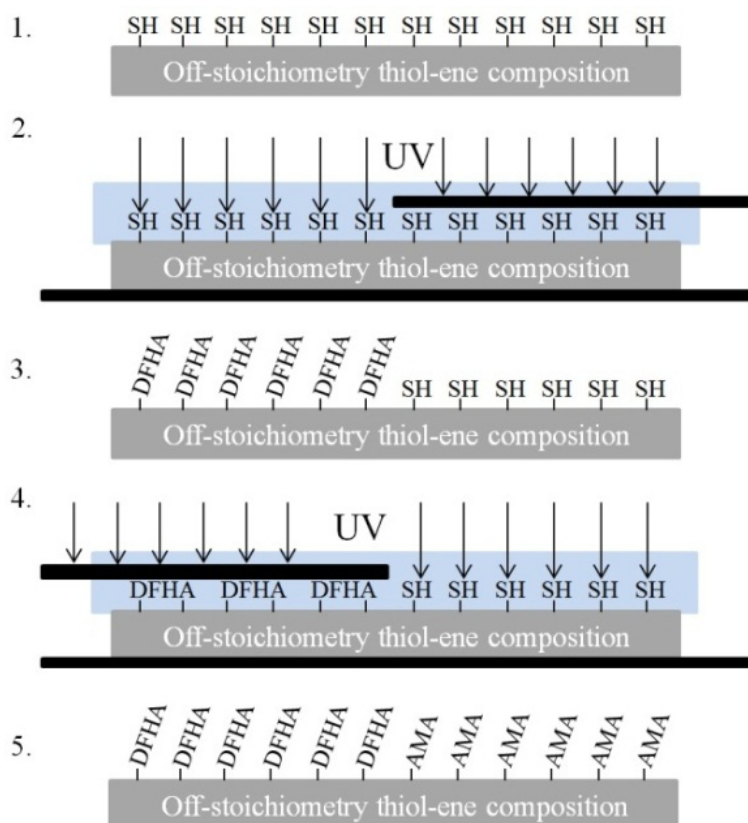 1.
SH SH SH SH SH SH SH SH SH SH SH SH
Off-stoichiometry thiol-ene composition
2.
UV
SH SH SH SH SH SH SH SH SH SH SH SH
Off-stoichiometry thiol-ene composition
3.
DFHA DFHA DFHA DFHA DFHA DFHA SH SH SH SH SH SH
Off-stoichiometry thiol-ene composition
4.
UV
DFHA DFHA DFHA SH SH SH SH SH SH
Off-stoichiometry thiol-ene composition
5.
DFHA DFHA DFHA DFHA DFHA DFHA AMA AMA AMA AMA AMA AMA
Off-stoichiometry thiol-ene composition